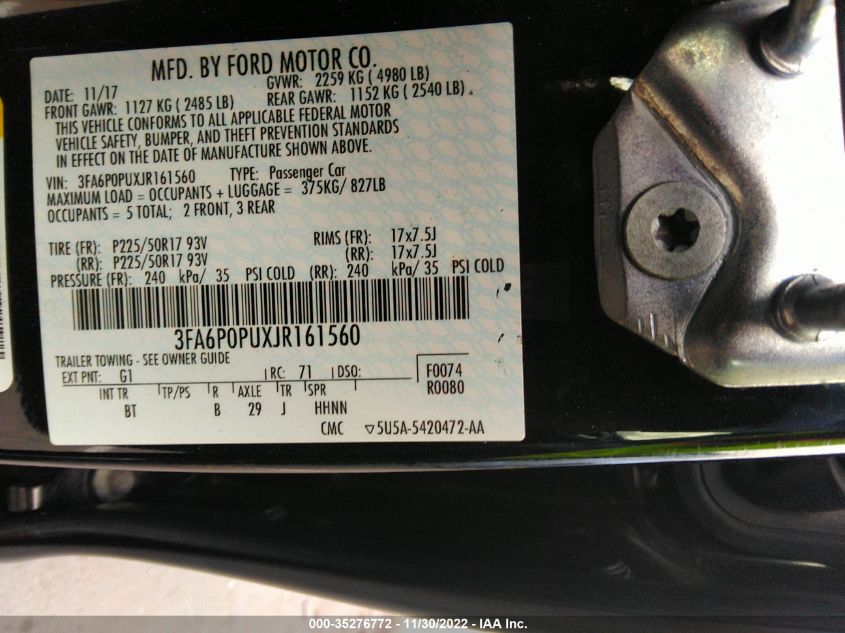 MFD. BY FORD MOTOR CO.
DATE: 11/17 GVWR: 2259 KG ( 4980 LB)
FRONT GAWR: 1127 KG ( 2485 LB) REAR GAWR: 1152 KG ( 2540 LB)
THIS VEHICLE CONFORMS TO ALL APPLICABLE FEDERAL MOTOR
VEHICLE SAFETY, BUMPER, AND THEFT PREVENTION STANDARDS
IN EFFECT ON THE DATE OF MANUFACTURE SHOWN ABOVE.
VIN: 3FA6P0PUXJR161560 TYPE: Passenger Car
MAXIMUM LOAD = OCCUPANTS + LUGGAGE = 375KG/ 827LB
OCCUPANTS = 5 TOTAL; 2 FRONT, 3 REAR
TIRE (FR): P225/50R17 93V RIMS (FR): 17x7.5J
(RR): P225/50R17 93V (RR): 17x7.5J
PRESSURE (FR): 240 kPa/ 35 PSI COLD (RR): 240 kPa/ 35 PSI COLD
3FA6P0PUXJR161560
TRAILER TOWING - SEE OWNER GUIDE
EXT PNT: G1 RC: 71 DSO: F0074
INT TR TP/PS R AXLE TR SPR R0080
BT B 29 J HHNN
CMC ▽5U5A-5420472-AA
000-35276772 - 11/30/2022 - IAA Inc.